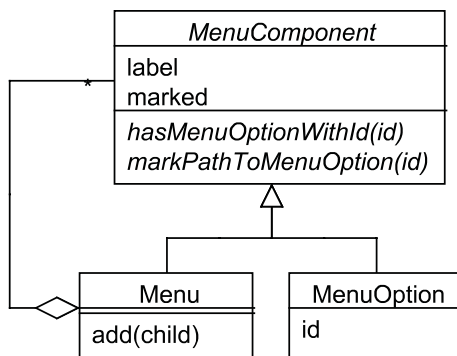 MenuComponent
label
*
marked
hasMenuOptionWithId(id)
markPathToMenuOption(id)
Menu
MenuOption
add(child)
id